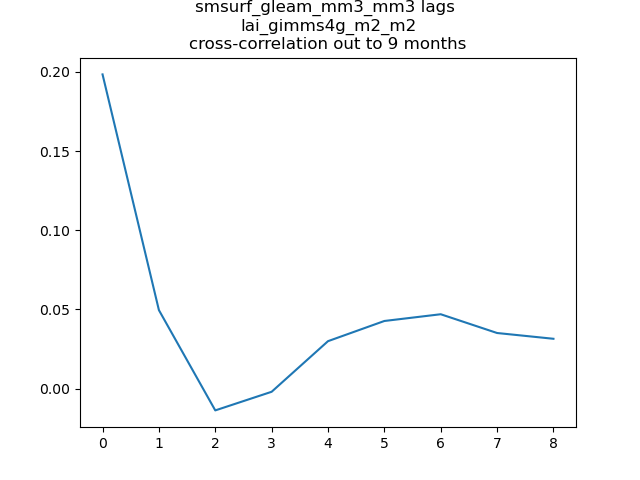 smsurf_gleam_mm3_mm3 lags
lai_gimms4g_m2_m2
cross-correlation out to 9 months
0.20
0.15
0.10
0.05
0.00
0 1 2 3 4 5 6 7 8